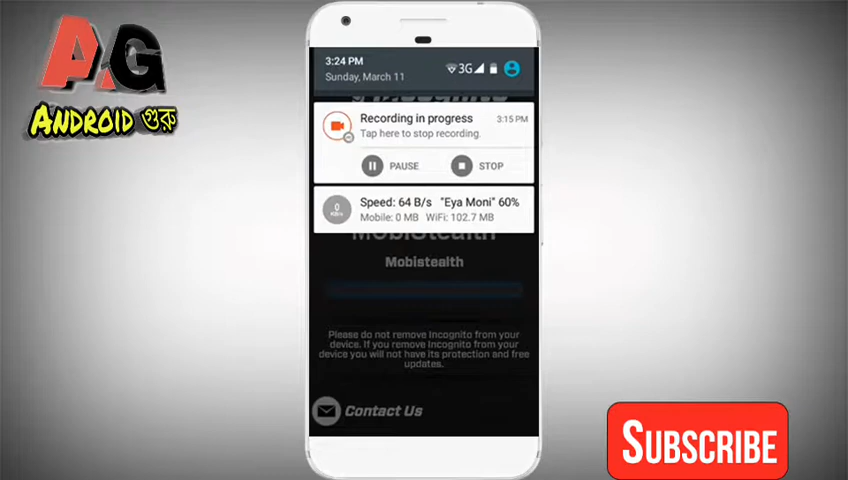 A.G
Android গুরু
3:24 PM
Sunday, March 11
3G
Recording in progress
3:15 PM
Tap here to stop recording.
PAUSE
STOP
0
KB/s
Speed: 64 B/s "Eya Moni" 60%
Mobile: 0 MB WiFi: 102.7 MB
MobiStealth
Mobistealth
Please do not remove Incognito from your
device. If you remove Incognito from your
device you will not have its protection and free
updates.
Contact Us
SUBSCRIBE